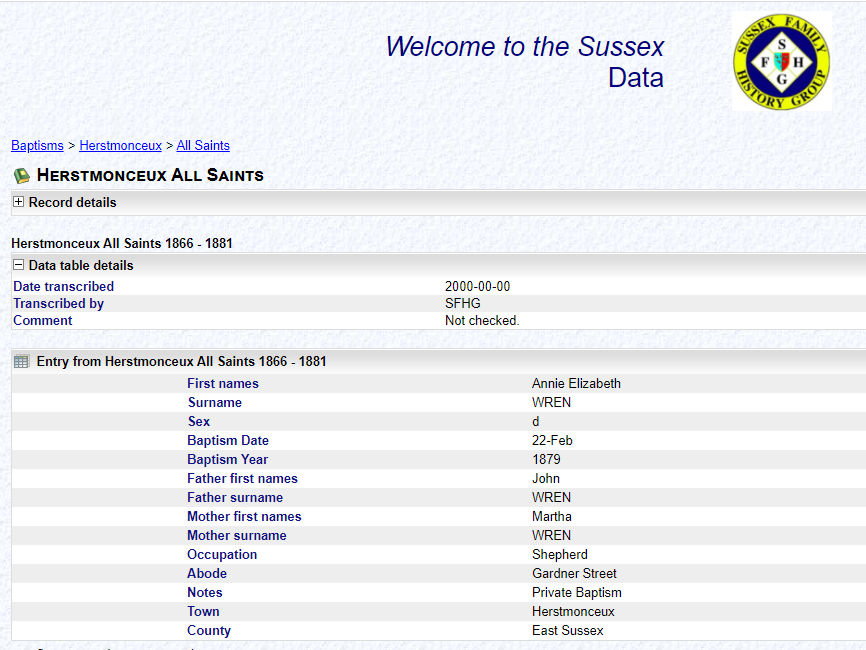 Welcome to the Sussex
Data
SUSSEX FAMILY HISTORY GROUP
S
F H
G
Baptisms > Herstmonceux > All Saints
HERSTMONCEUX ALL SAINTS
Record details
Herstmonceux All Saints 1866 - 1881
Data table details
Date transcribed 2000-00-00
Transcribed by SFHG
Comment Not checked.
Entry from Herstmonceux All Saints 1866 - 1881
First names Annie Elizabeth
Surname WREN
Sex d
Baptism Date 22-Feb
Baptism Year 1879
Father first names John
Father surname WREN
Mother first names Martha
Mother surname WREN
Occupation Shepherd
Abode Gardner Street
Notes Private Baptism
Town Herstmonceux
County East Sussex